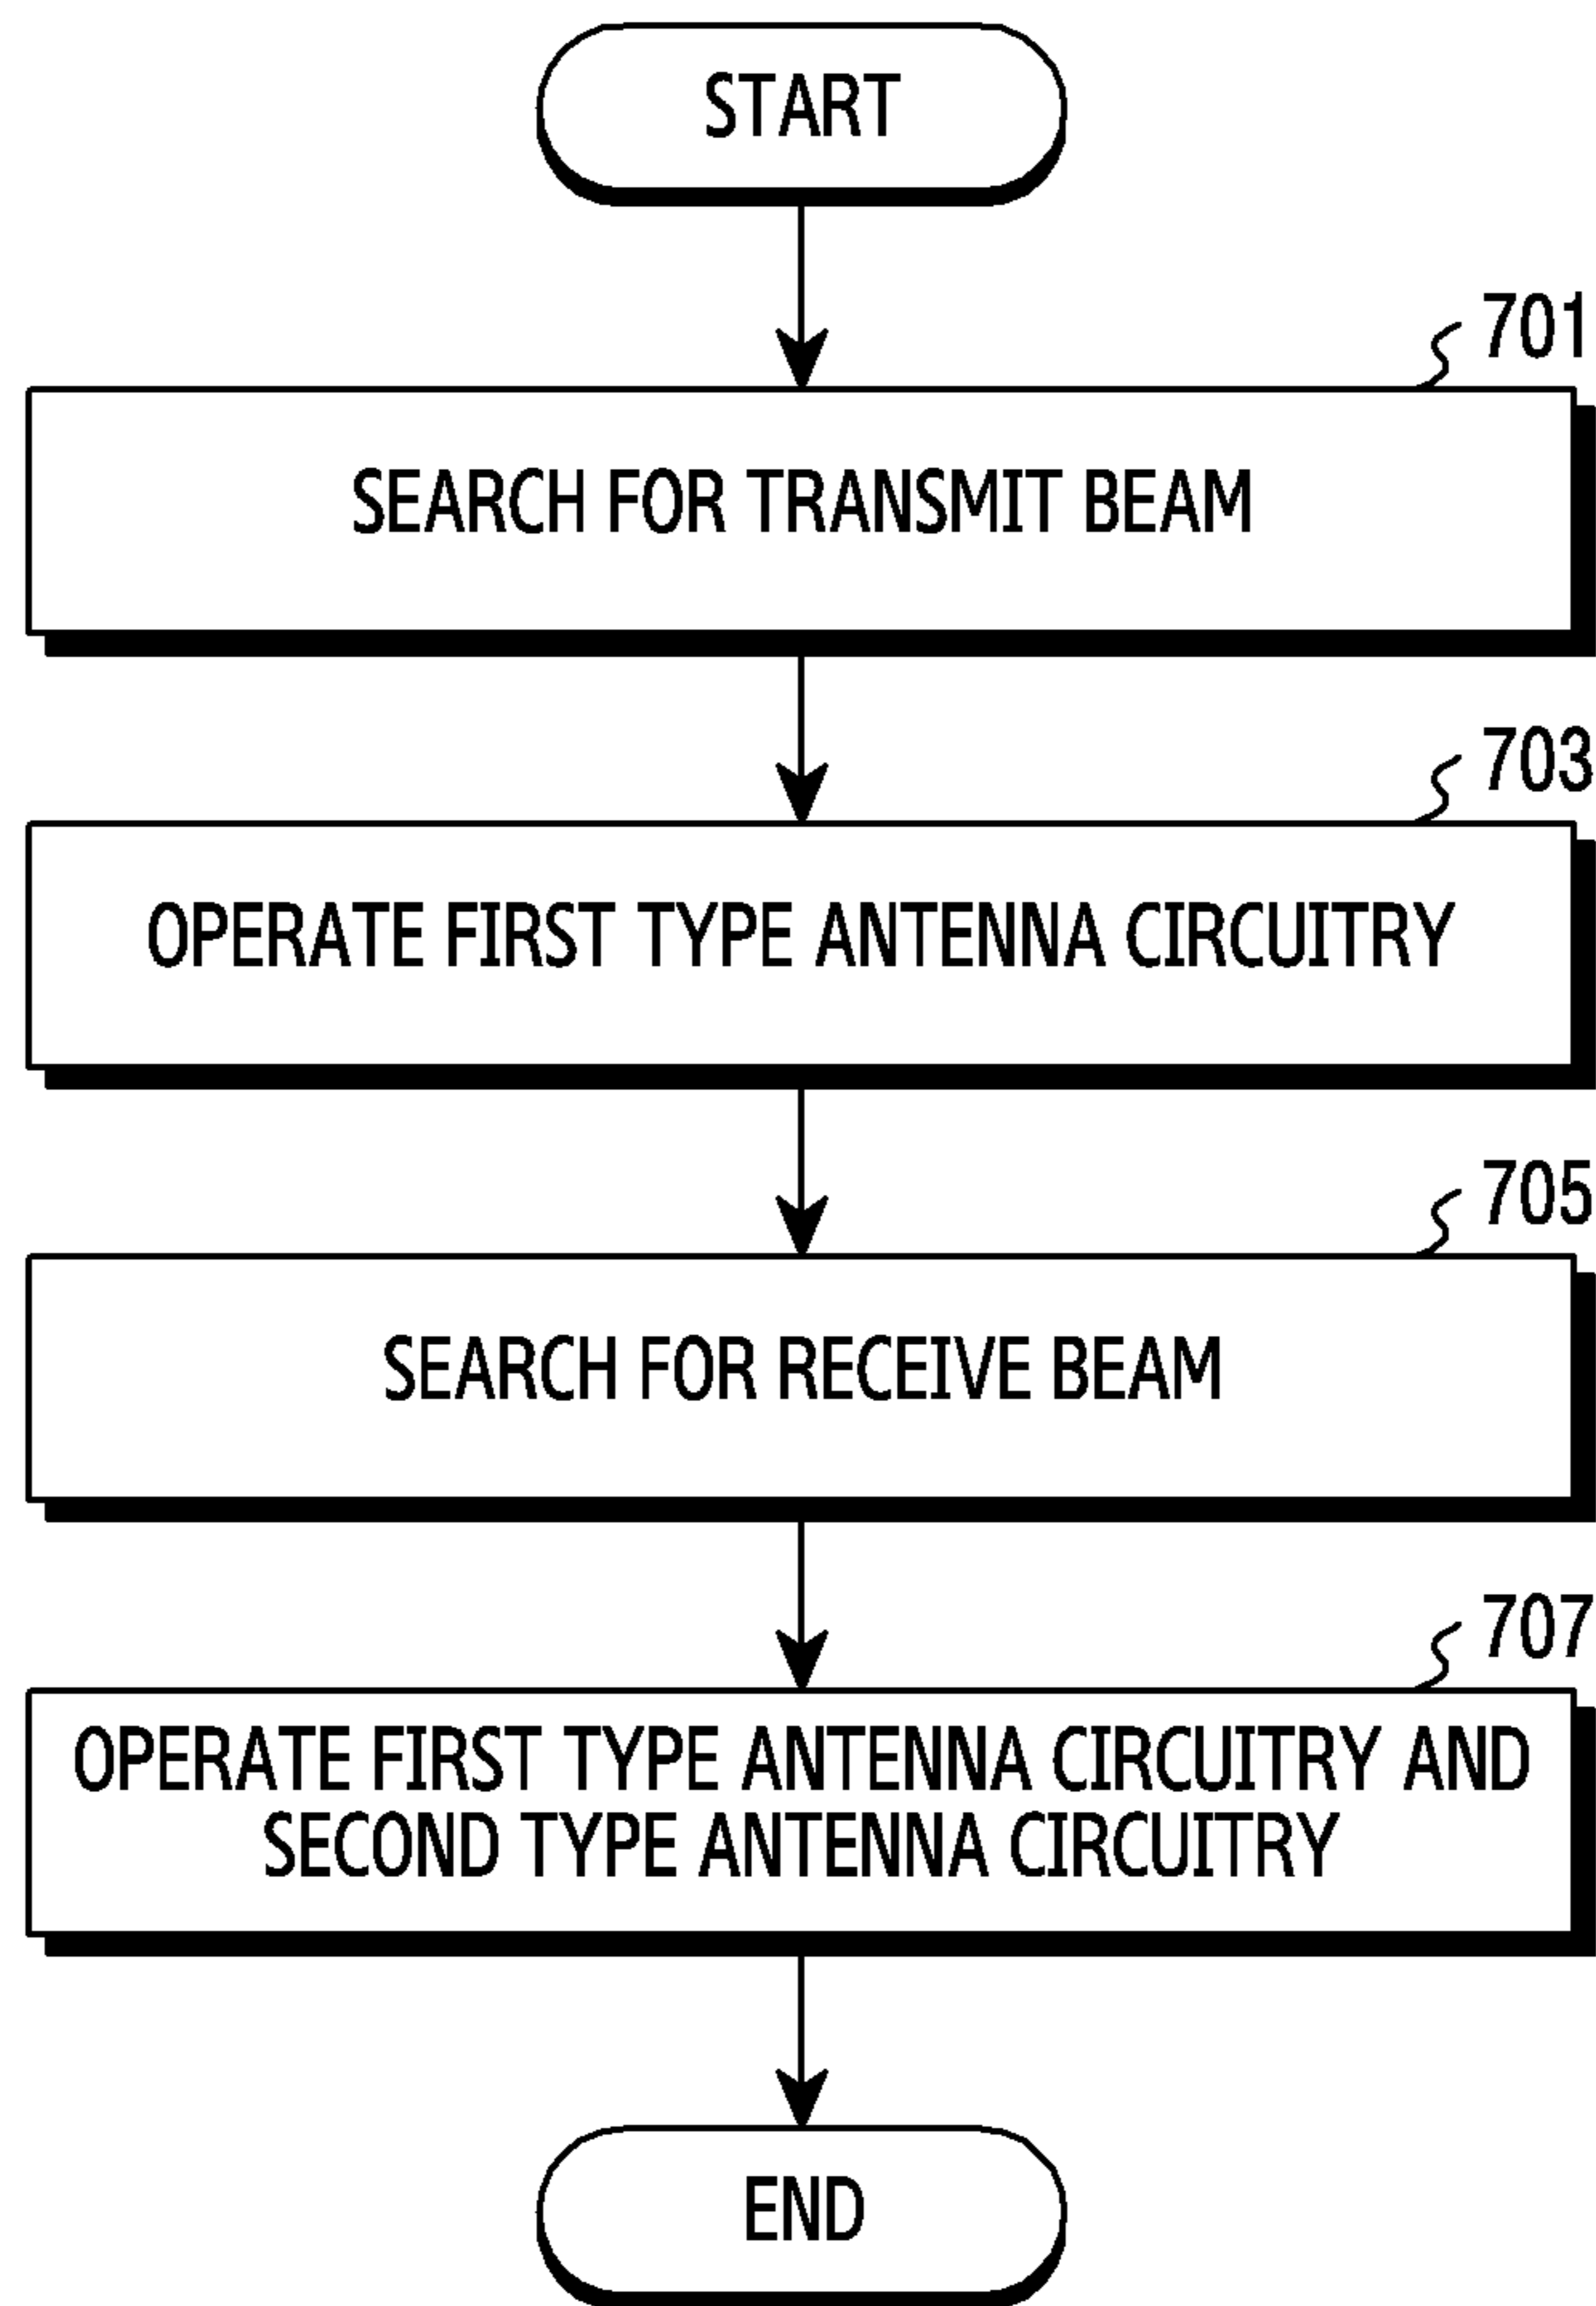 START
701
SEARCH FOR TRANSMIT BEAM
703
OPERATE FIRST TYPE ANTENNA CIRCUITRY
705
SEARCH FOR RECEIVE BEAM
707
OPERATE FIRST TYPE ANTENNA CIRCUITRY AND
SECOND TYPE ANTENNA CIRCUITRY
END